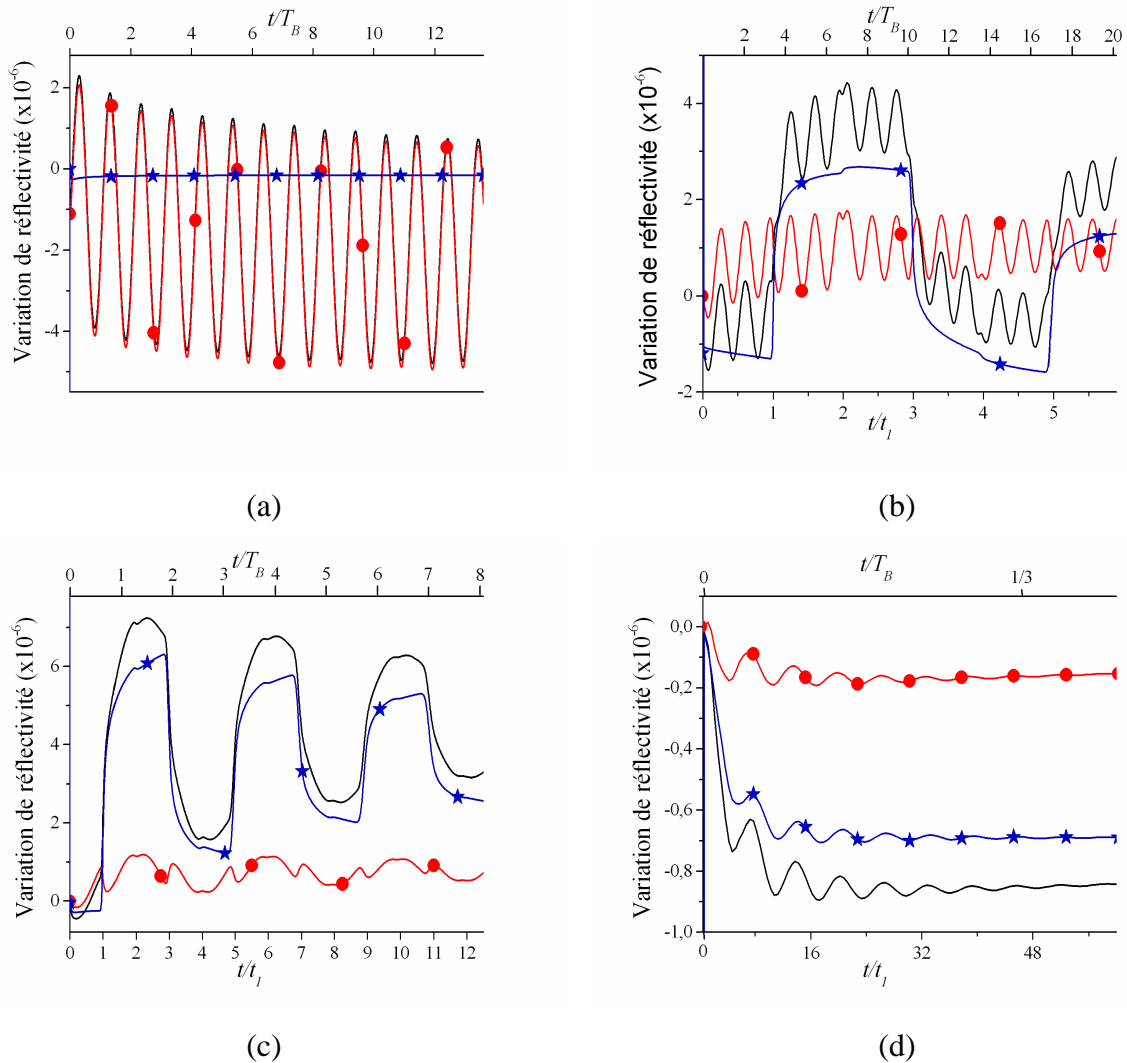 t/T_B
0 2 4 6 8 10 12
Variation de réflectivité (x10⁻⁶)
2
0
-2
-4
(a)
t/T_B
2 4 6 8 10 12 14 16 18 20
Variation de réflectivité (x10⁻⁶)
4
2
0
-2
0 1 2 3 4 5
t/t₁
(b)
t/T_B
0 1 2 3 4 5 6 7 8
Variation de réflectivité (x10⁻⁶)
6
4
2
0
0 1 2 3 4 5 6 7 8 9 10 11 12
t/t₁
(c)
t/T_B
0 1/3
Variation de réflectivité (x10⁻⁶)
0,0
-0,2
-0,4
-0,6
-0,8
-1,0
0 16 32 48
t/t₁
(d)